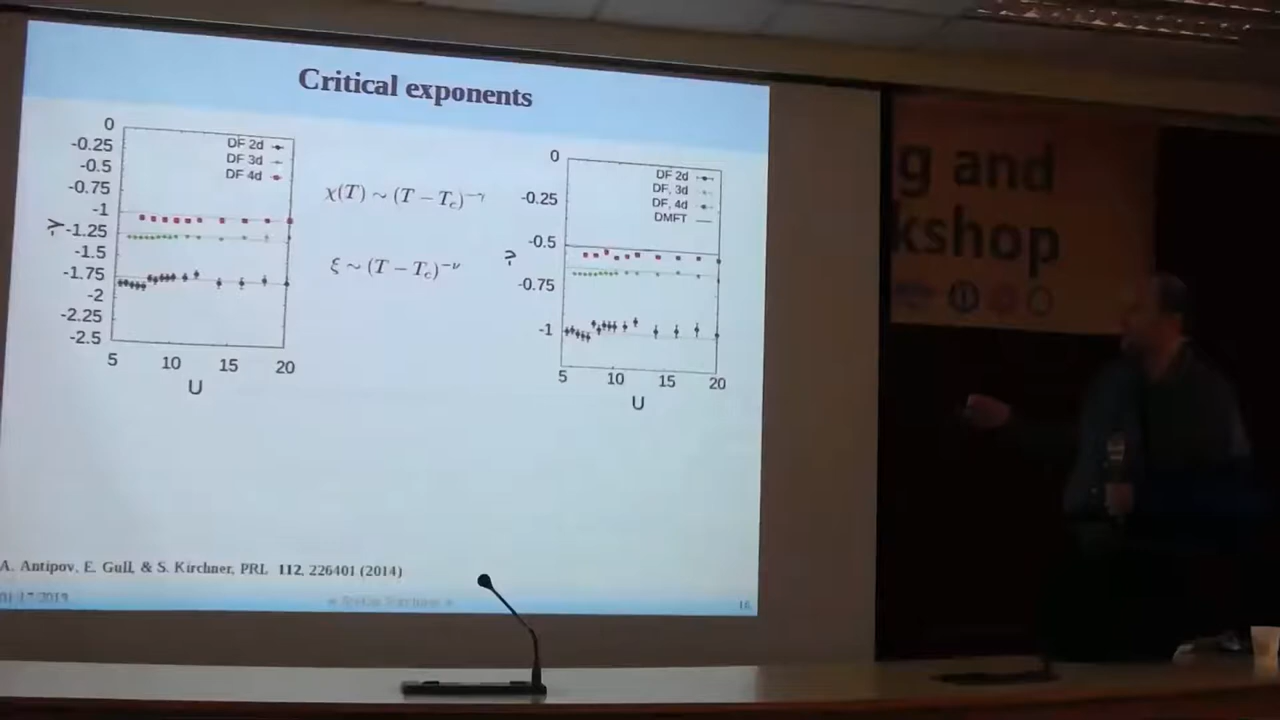 Critical exponents
0
-0.25
-0.5
-0.75
-1
-1.25
-1.5
-1.75
-2
-2.25
-2.5
-γ
DF 2d
DF 3d
DF 4d
5 10 15 20
U
χ(T) ~ (T − T_c)^{−γ}
ξ ~ (T − T_c)^{−ν}
0
-0.25
-0.5
-0.75
-1
DF 2d
DF, 3d
DF, 4d
DMFT
5 10 15 20
U
A. Antipov, E. Gull, & S. Kirchner, PRL 112, 226401 (2014)
16
g and
kshop